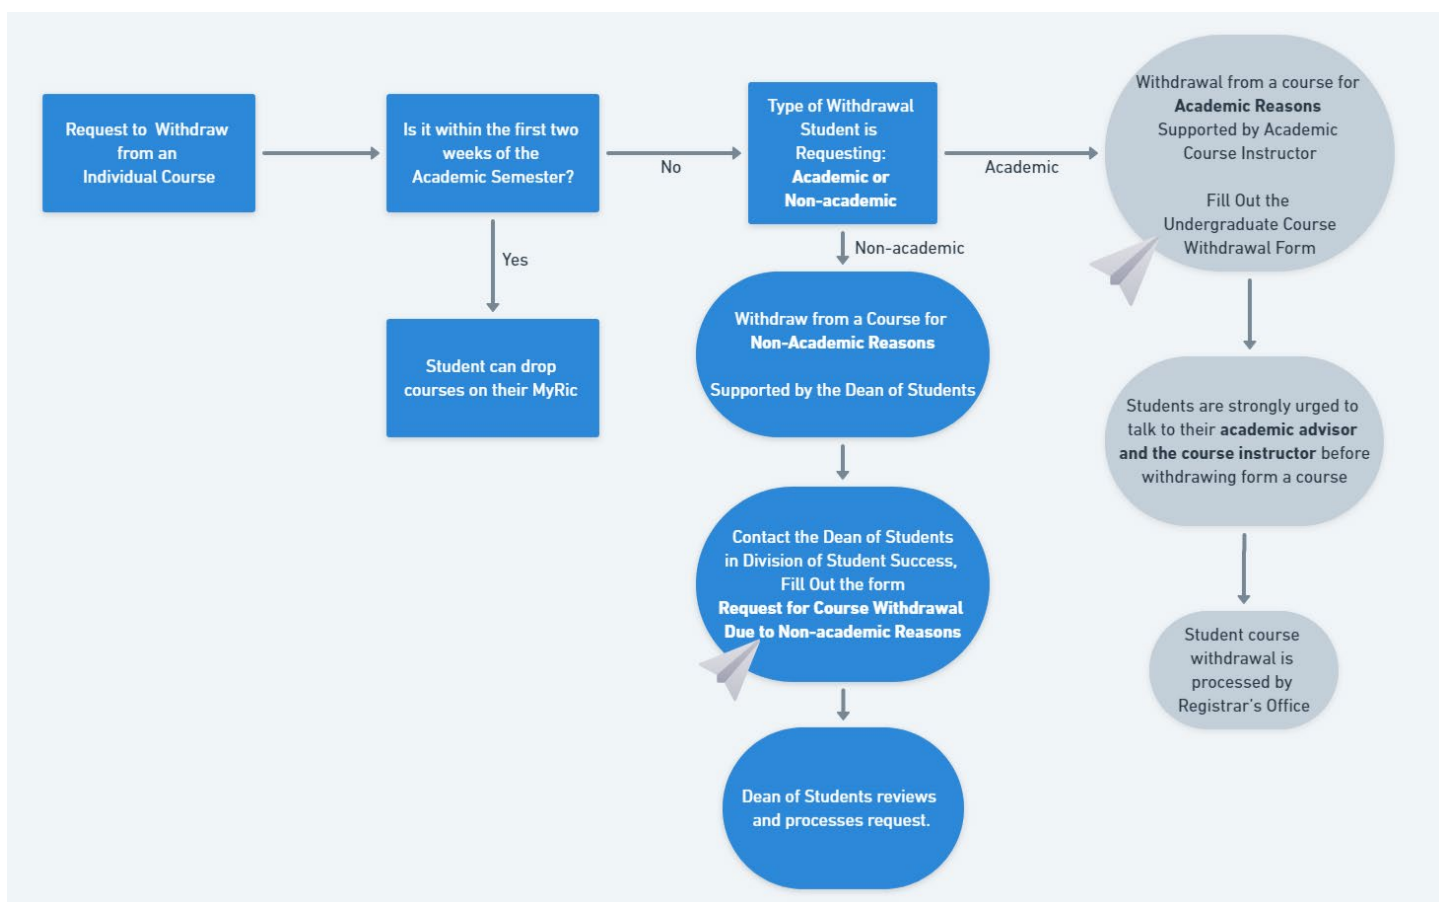 Request to Withdraw
from an
Individual Course
Is it within the first two
weeks of the
Academic Semester?
No
Yes
Student can drop
courses on their MyRic
Type of Withdrawal
Student is
Requesting:
Academic or
Non-academic
Academic
Non-academic
Withdraw from a Course for
Non-Academic Reasons
Supported by the Dean of Students
Contact the Dean of Students
in Division of Student Success,
Fill Out the form
Request for Course Withdrawal
Due to Non-academic Reasons
Dean of Students reviews
and processes request.
Withdrawal from a course for
Academic Reasons
Supported by Academic
Course Instructor
Fill Out the
Undergraduate Course
Withdrawal Form
Students are strongly urged to
talk to their academic advisor
and the course instructor before
withdrawing form a course
Student course
withdrawal is
processed by
Registrar's Office